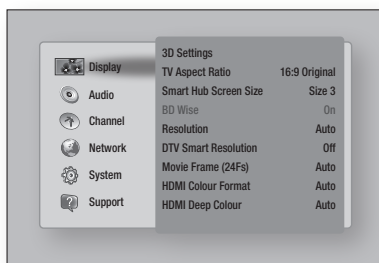 Display
Audio
Channel
Network
System
Support
3D Settings
TV Aspect Ratio 16:9 Original
Smart Hub Screen Size Size 3
BD Wise On
Resolution Auto
DTV Smart Resolution Off
Movie Frame (24Fs) Auto
HDMI Colour Format Auto
HDMI Deep Colour Auto